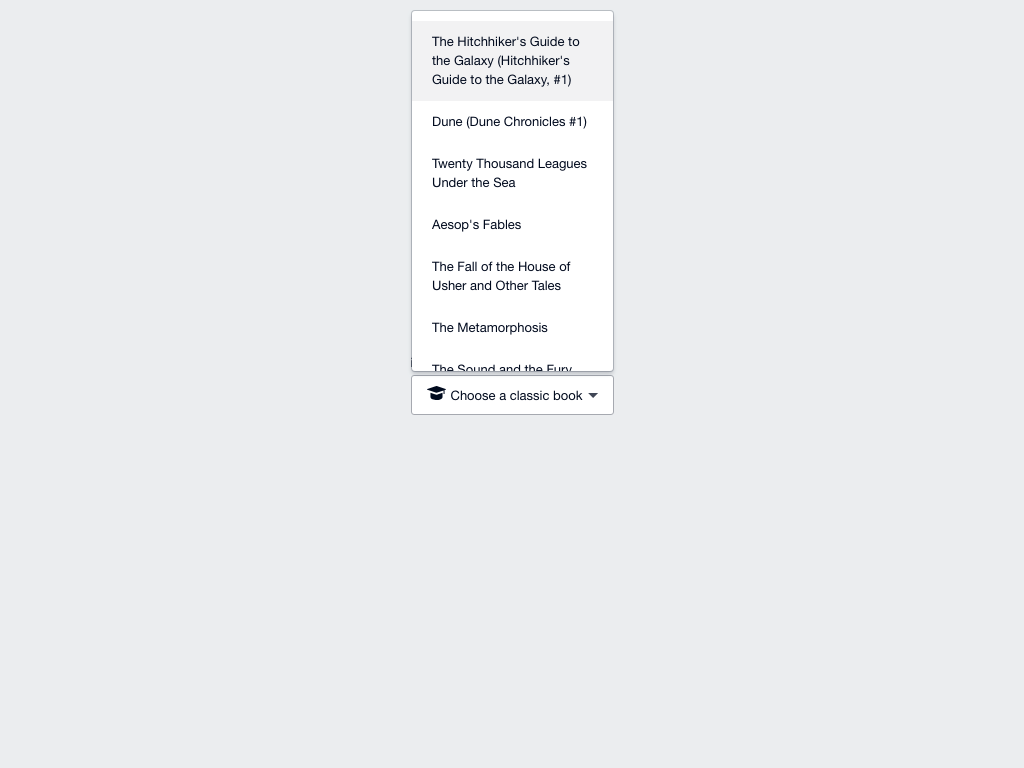 The Hitchhiker's Guide to
the Galaxy (Hitchhiker's
Guide to the Galaxy, #1)
Dune (Dune Chronicles #1)
Twenty Thousand Leagues
Under the Sea
Aesop's Fables
The Fall of the House of
Usher and Other Tales
The Metamorphosis
The Sound and the Fury
Choose a classic book